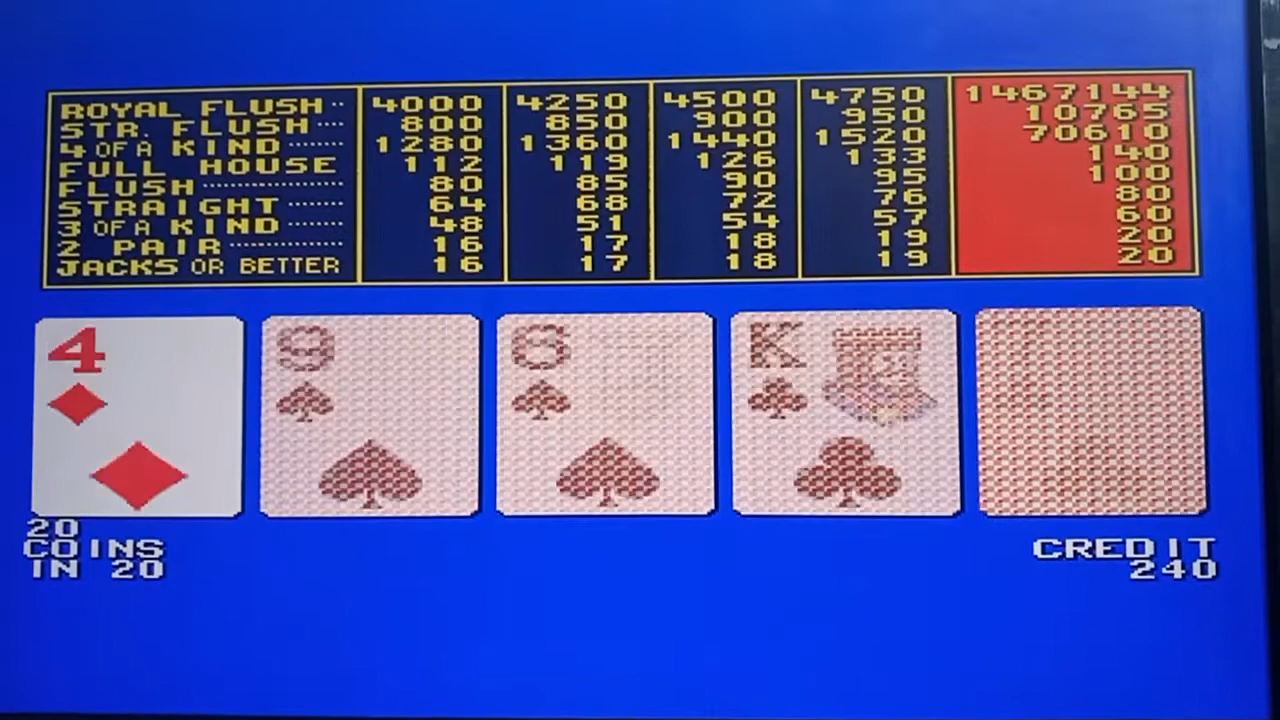 ROYAL FLUSH ·· 4000 4250 4500 4750 1467144
STR. FLUSH ···· 800 850 900 950 10765
4 OF A KIND ······· 1280 1360 1440 1520 70610
FULL HOUSE 112 119 126 133 140
FLUSH ·················· 80 85 90 95 100
STRAIGHT ······· 64 68 72 76 80
3 OF A KIND ······· 48 51 54 57 60
2 PAIR ·············· 16 17 18 19 20
JACKS OR BETTER 16 17 18 19 20
4 9 6 K
20
COINS
IN 20
CREDIT
240